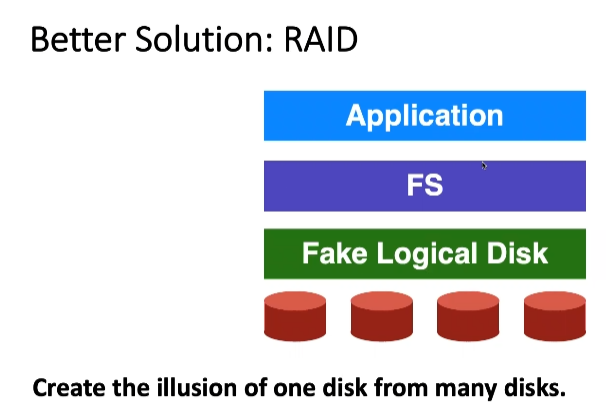 Better Solution: RAID
Application
FS
Fake Logical Disk
Create the illusion of one disk from many disks.